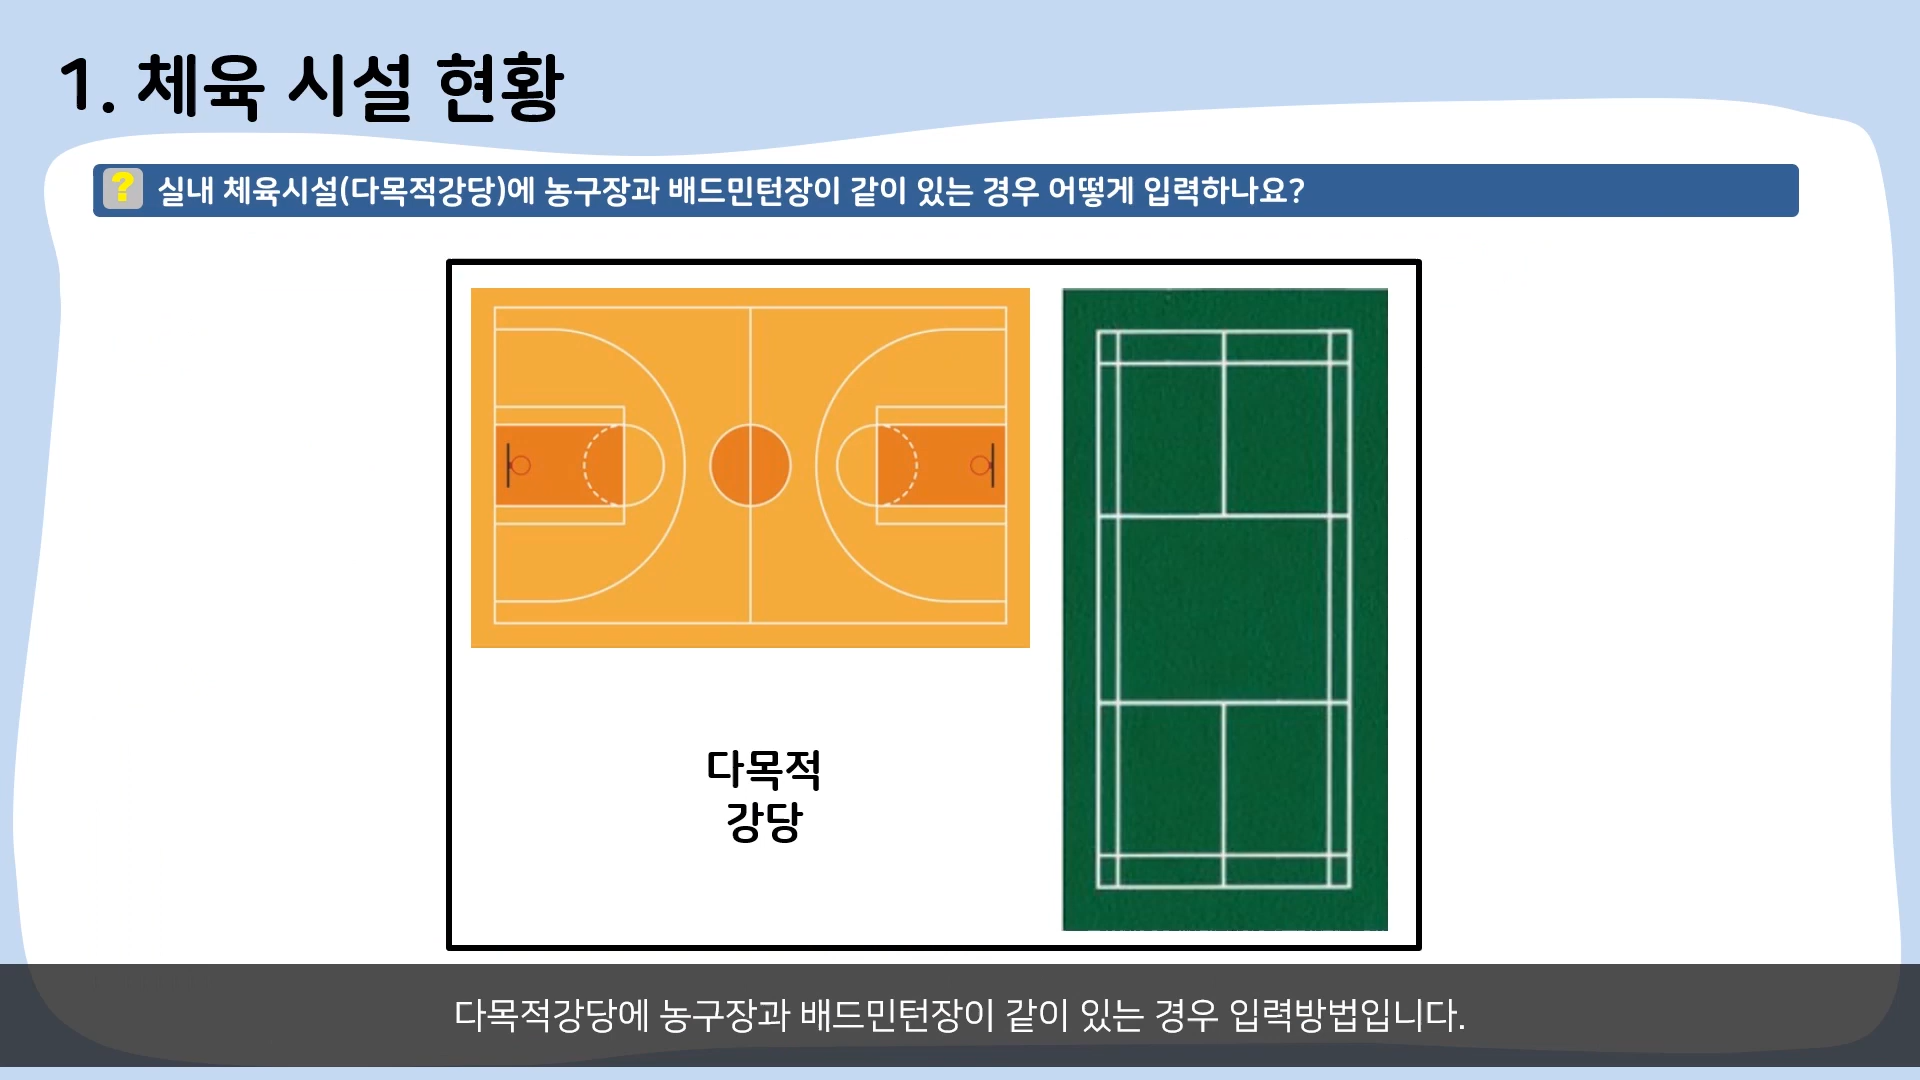 1. 체육 시설 현황
? 실내 체육시설(다목적강당)에 농구장과 배드민턴장이 같이 있는 경우 어떻게 입력하나요?
다목적
강당
다목적강당에 농구장과 배드민턴장이 같이 있는 경우 입력방법입니다.